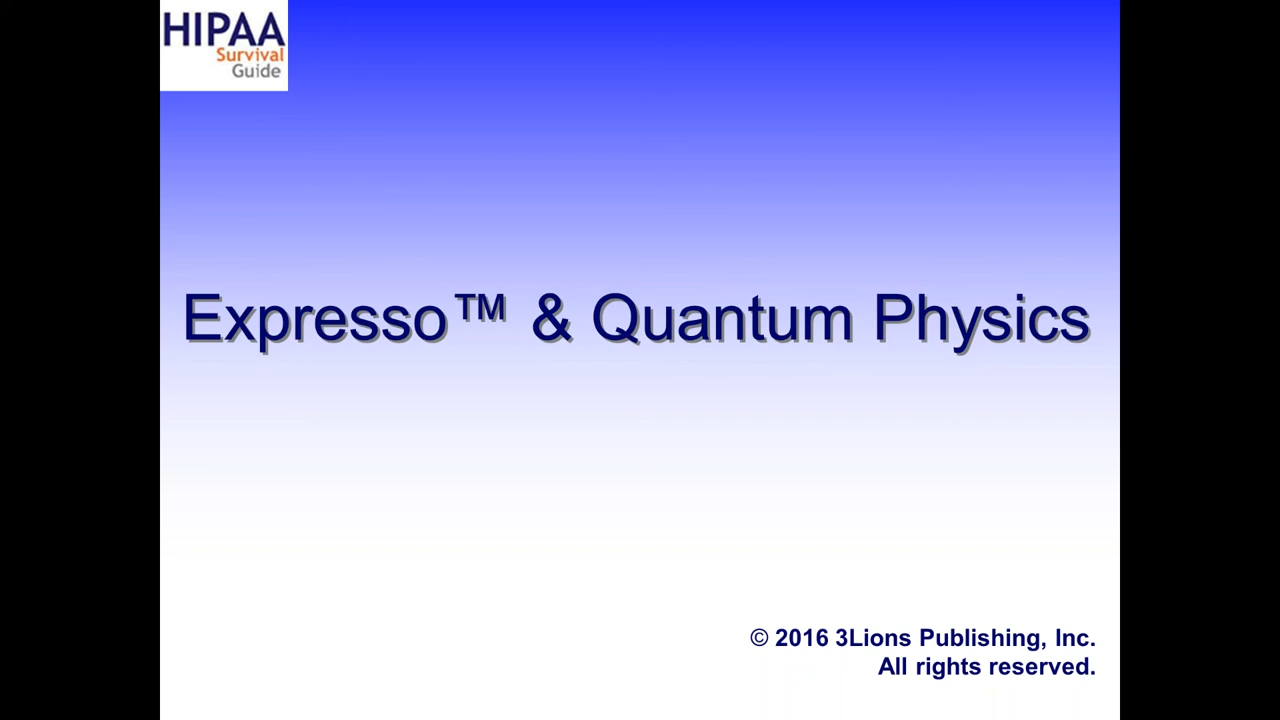 HIPAA
Survival
Guide
Expresso™ & Quantum Physics
© 2016 3Lions Publishing, Inc.
All rights reserved.